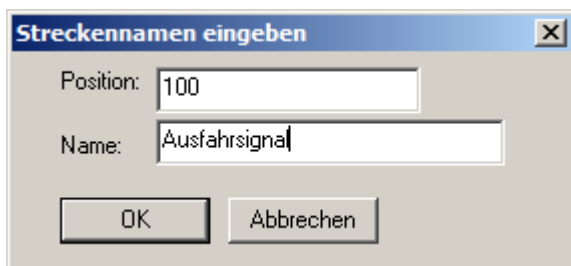 Streckennamen eingeben
Position: 100
Name: Ausfahrsignal
OK Abbrechen